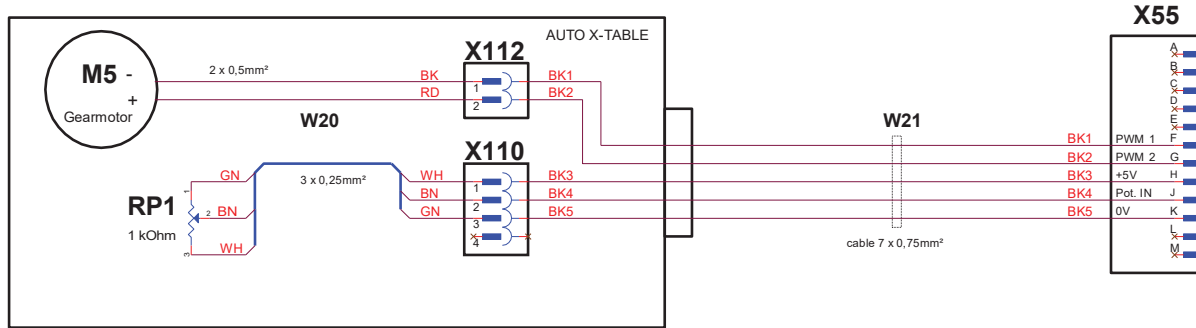 X55
AUTO X-TABLE
X112
M5 -
+
Gearmotor
2 x 0,5mm²
BK
RD
1
2
BK1
BK2
W20
W21
X110
GN
BN
WH
3 x 0,25mm²
WH
BN
GN
1
2
3
4
BK3
BK4
BK5
RP1
1 kOhm
1
2
3
cable 7 x 0,75mm²
BK1
BK2
BK3
BK4
BK5
A
B
C
D
E
PWM 1 F
PWM 2 G
+5V H
Pot. IN J
0V K
L
M